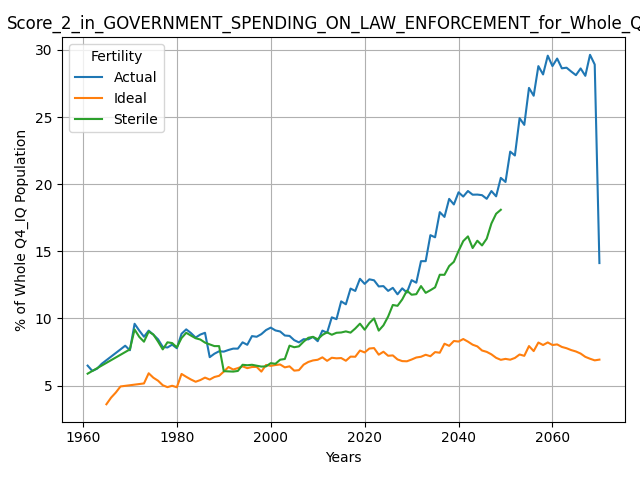 Score_2_in_GOVERNMENT_SPENDING_ON_LAW_ENFORCEMENT_for_Whole_Q
Fertility
Actual
Ideal
Sterile
% of Whole Q4_IQ Population
30
25
20
15
10
5
1960 1980 2000 2020 2040 2060
Years